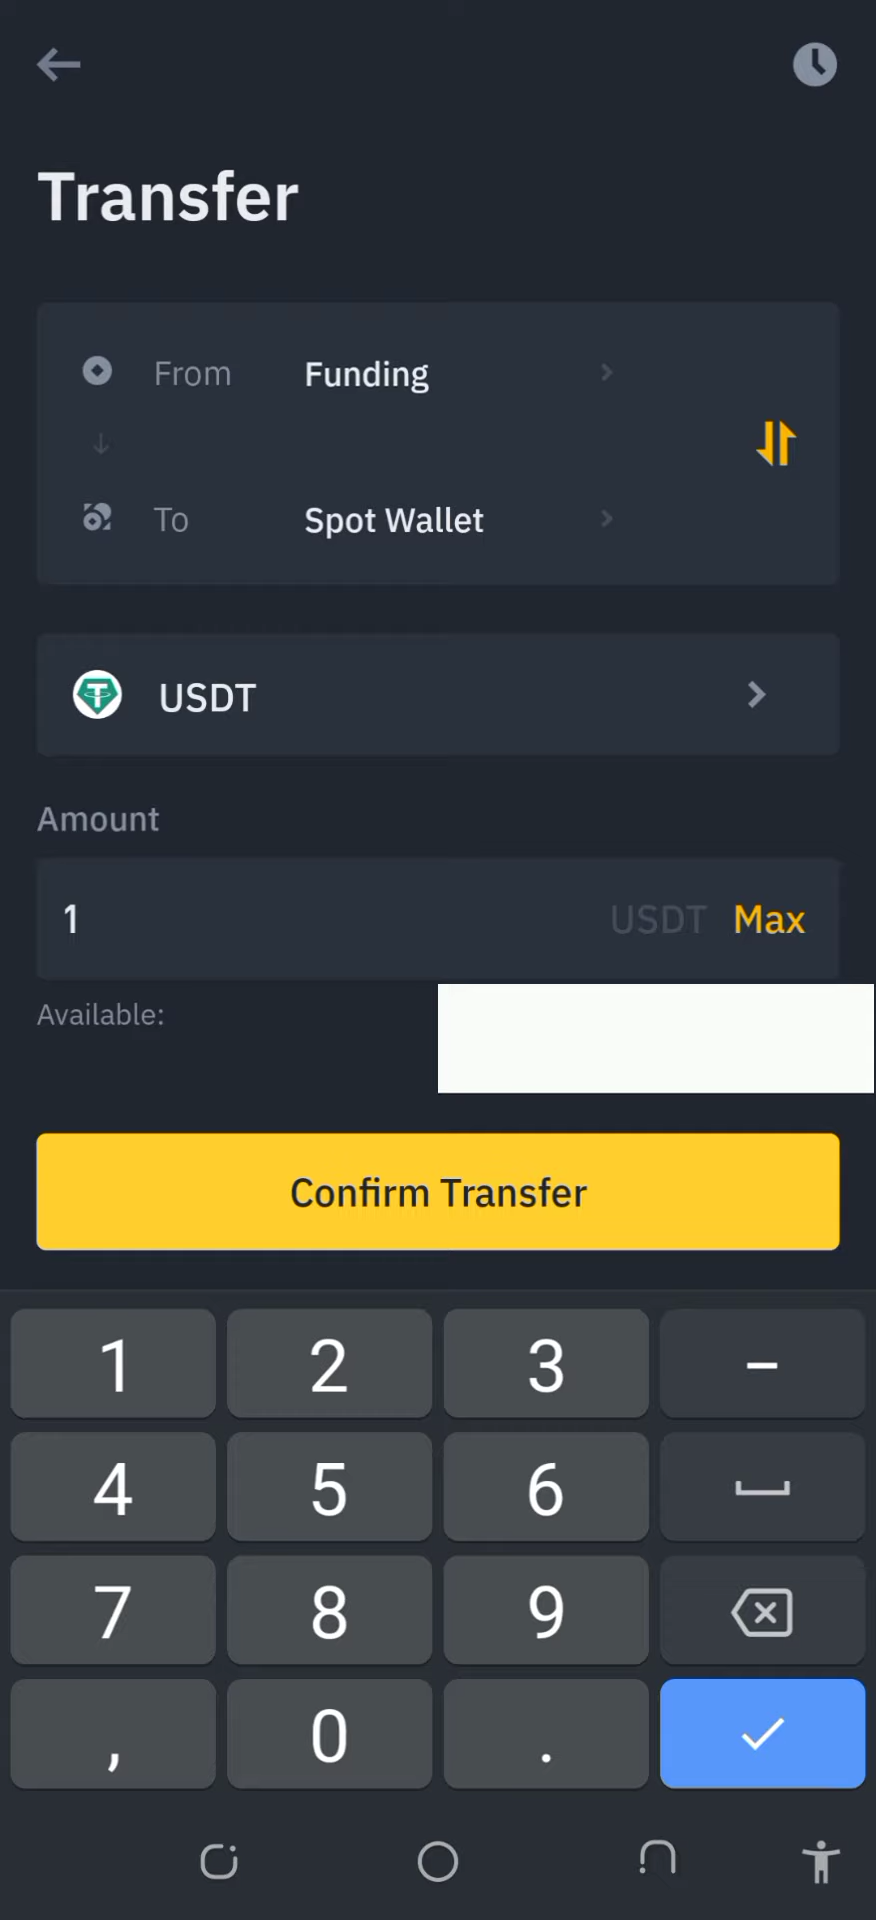 Transfer
From Funding
To Spot Wallet
USDT
Amount
1 USDT Max
Available:
Confirm Transfer
1 2 3 –
4 5 6
7 8 9
, 0 .